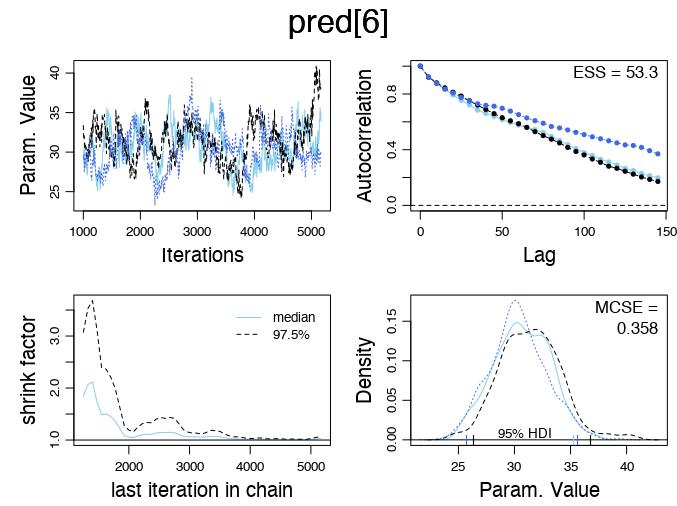 pred[6]
Param. Value
25 30 35 40
1000 2000 3000 4000 5000
Iterations
ESS = 53.3
Autocorrelation
0.0 0.4 0.8
0 50 100 150
Lag
shrink factor
1.0 2.0 3.0
median
97.5%
2000 3000 4000 5000
last iteration in chain
MCSE =
0.358
Density
0.00 0.05 0.10 0.15
95% HDI
25 30 35 40
Param. Value